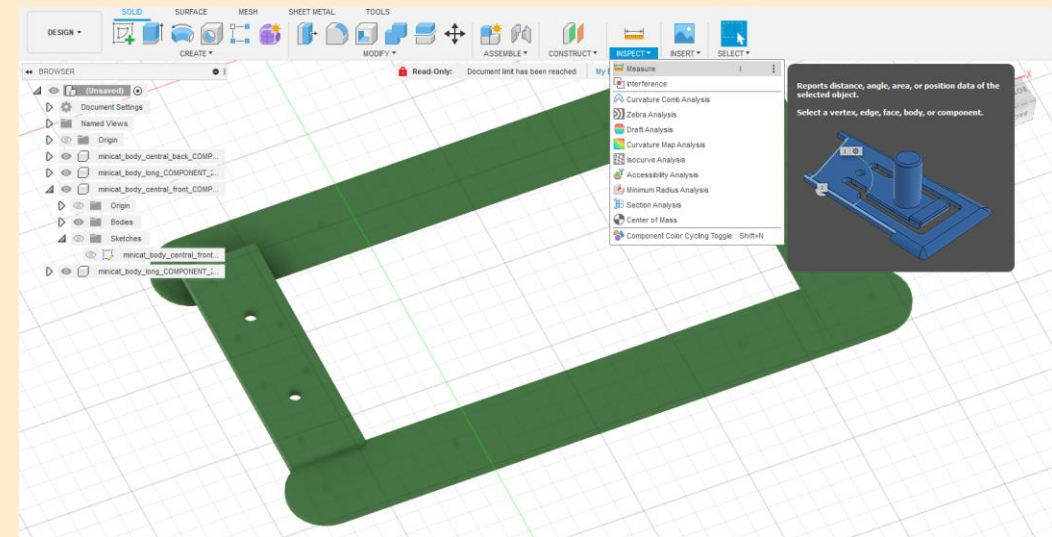 SOLID SURFACE MESH SHEET METAL TOOLS
DESIGN
CREATE MODIFY ASSEMBLE CONSTRUCT INSPECT INSERT SELECT
BROWSER
Read-Only: Document limit has been reached
(Unsaved)
Document Settings
Named Views
Origin
minicat_body_central_back_COMP...
minicat_body_long_COMPONENT_...
minicat_body_central_front_COMP...
Origin
Bodies
Sketches
minicat_body_central_front...
minicat_body_long_COMPONENT_...
Measure I
Interference
Curvature Comb Analysis
Zebra Analysis
Draft Analysis
Curvature Map Analysis
Isocurve Analysis
Accessibility Analysis
Minimum Radius Analysis
Section Analysis
Center of Mass
Component Color Cycling Toggle Shift+N
Reports distance, angle, area, or position data of the
selected object.
Select a vertex, edge, face, body, or component.
X